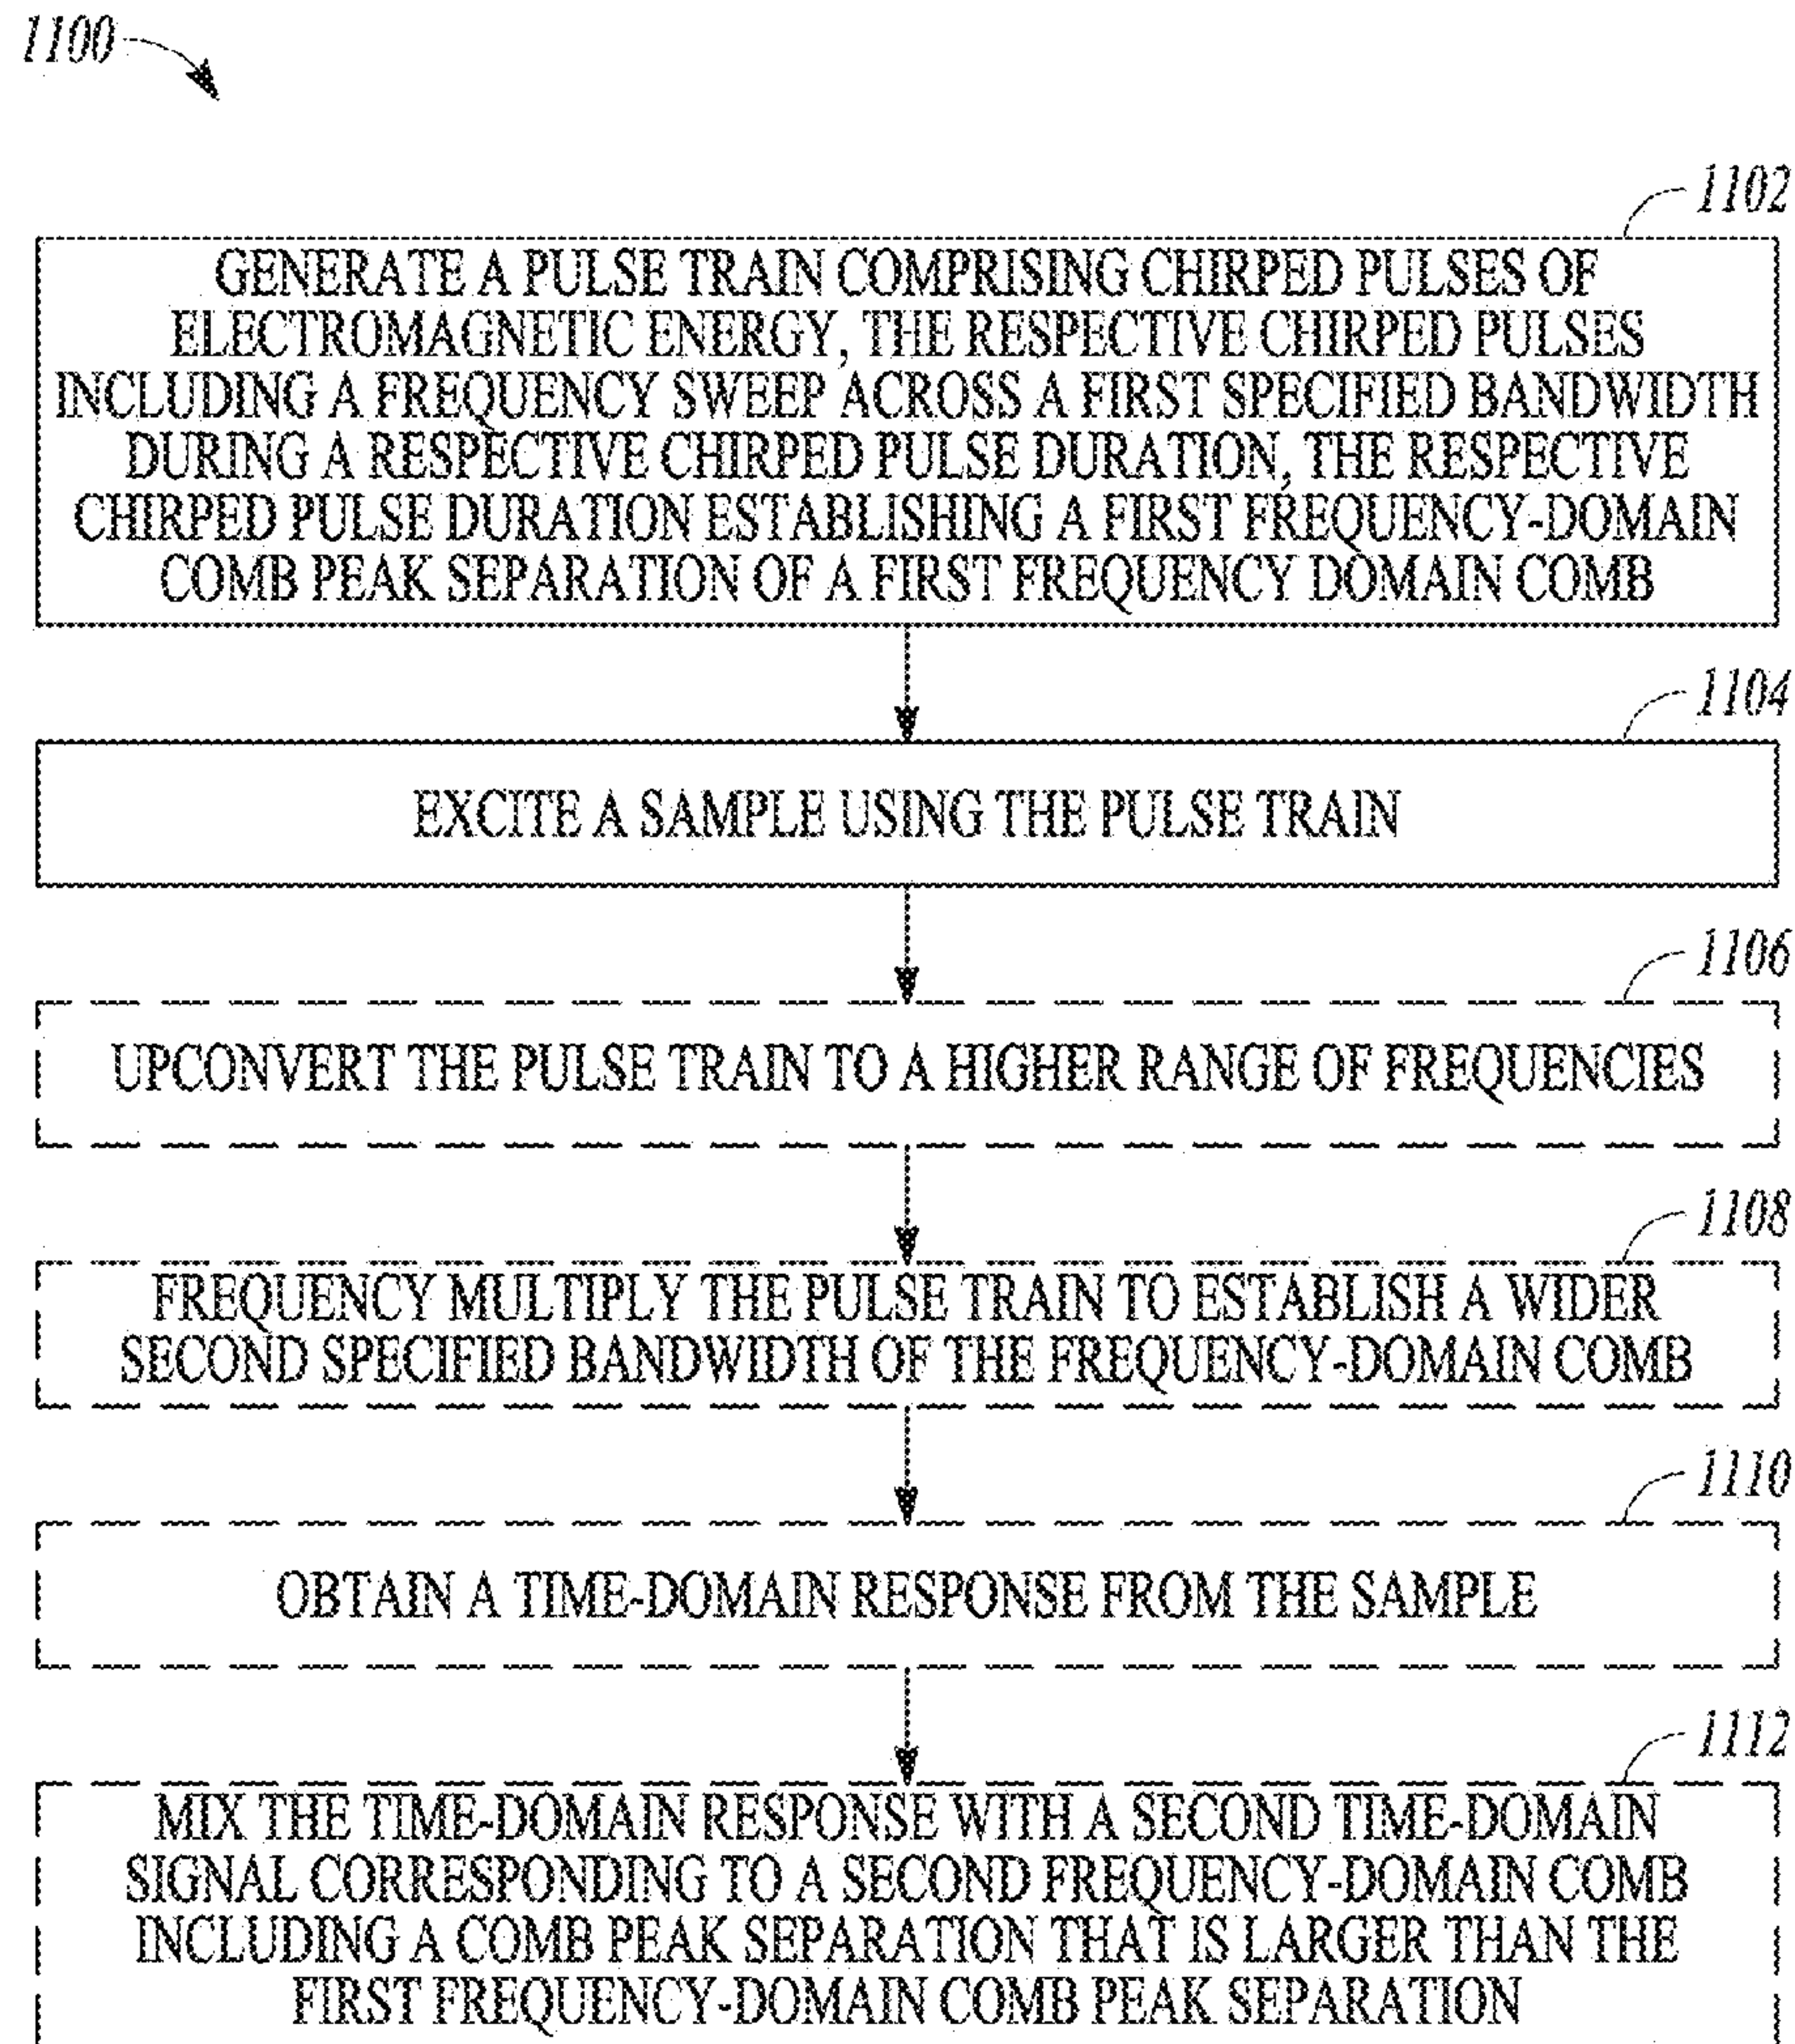 1100
1102
GENERATE A PULSE TRAIN COMPRISING CHIRPED PULSES OF
ELECTROMAGNETIC ENERGY, THE RESPECTIVE CHIRPED PULSES
INCLUDING A FREQUENCY SWEEP ACROSS A FIRST SPECIFIED BANDWIDTH
DURING A RESPECTIVE CHIRPED PULSE DURATION, THE RESPECTIVE
CHIRPED PULSE DURATION ESTABLISHING A FIRST FREQUENCY-DOMAIN
COMB PEAK SEPARATION OF A FIRST FREQUENCY DOMAIN COMB
1104
EXCITE A SAMPLE USING THE PULSE TRAIN
1106
UPCONVERT THE PULSE TRAIN TO A HIGHER RANGE OF FREQUENCIES
1108
FREQUENCY MULTIPLY THE PULSE TRAIN TO ESTABLISH A WIDER
SECOND SPECIFIED BANDWIDTH OF THE FREQUENCY-DOMAIN COMB
1110
OBTAIN A TIME-DOMAIN RESPONSE FROM THE SAMPLE
1112
MIX THE TIME-DOMAIN RESPONSE WITH A SECOND TIME-DOMAIN
SIGNAL CORRESPONDING TO A SECOND FREQUENCY-DOMAIN COMB
INCLUDING A COMB PEAK SEPARATION THAT IS LARGER THAN THE
FIRST FREQUENCY-DOMAIN COMB PEAK SEPARATION